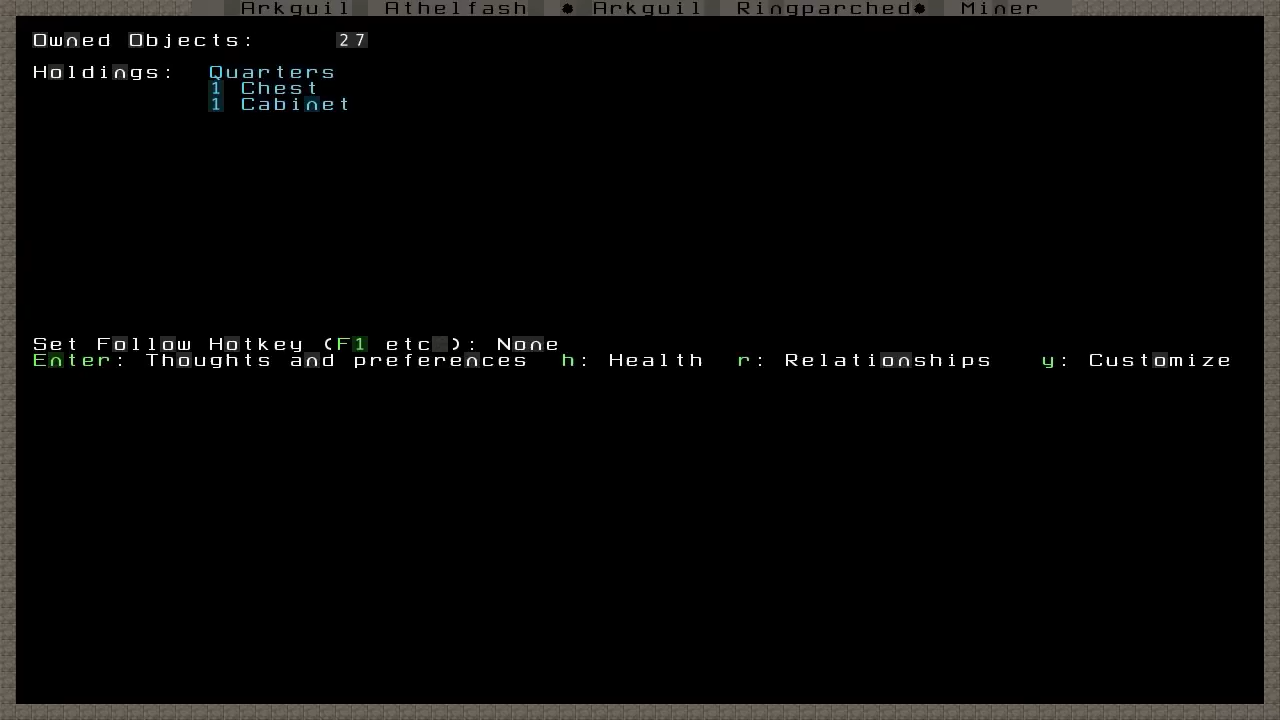 Arkguil Athelfash • Arkguil Ringparched• Miner
Owned Objects: 27
Holdings: Quarters
1 Chest
1 Cabinet
Set Follow Hotkey (F1 etc ): None
Enter: Thoughts and preferences h: Health r: Relationships y: Customize